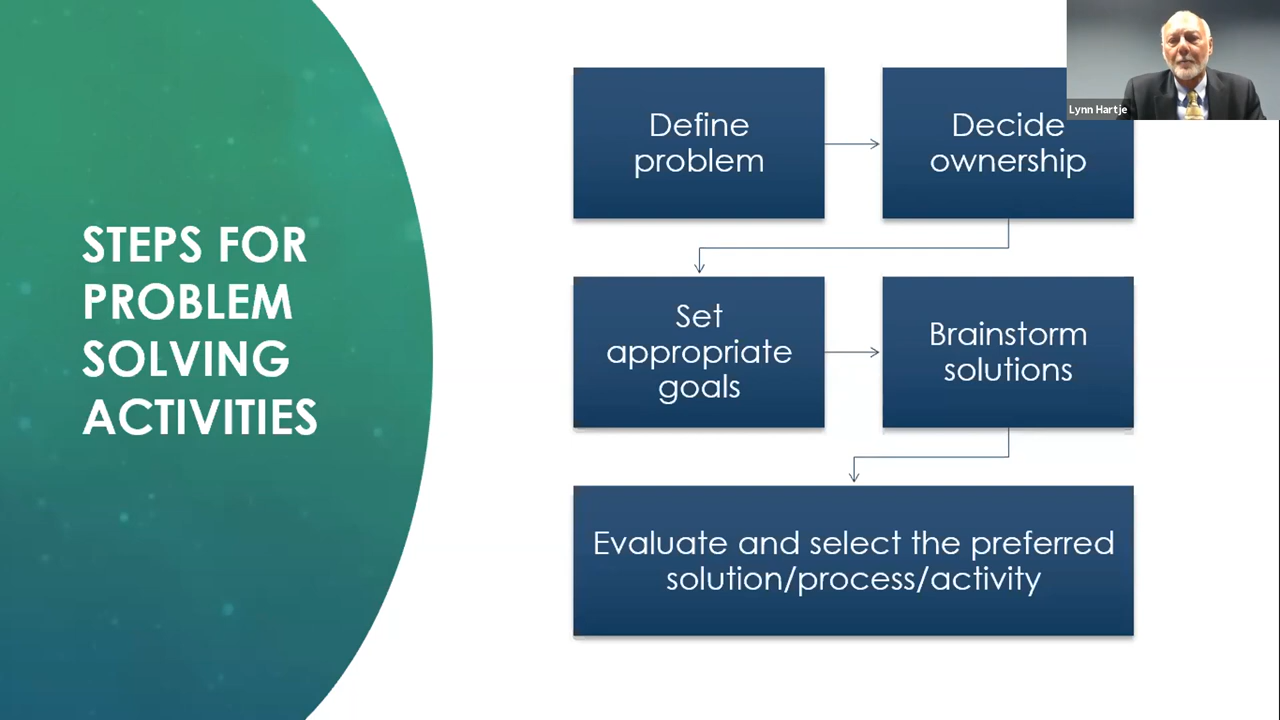 STEPS FOR
PROBLEM
SOLVING
ACTIVITIES
Define
problem
Decide
ownership
Set
appropriate
goals
Brainstorm
solutions
Evaluate and select the preferred
solution/process/activity
Lynn Hartje